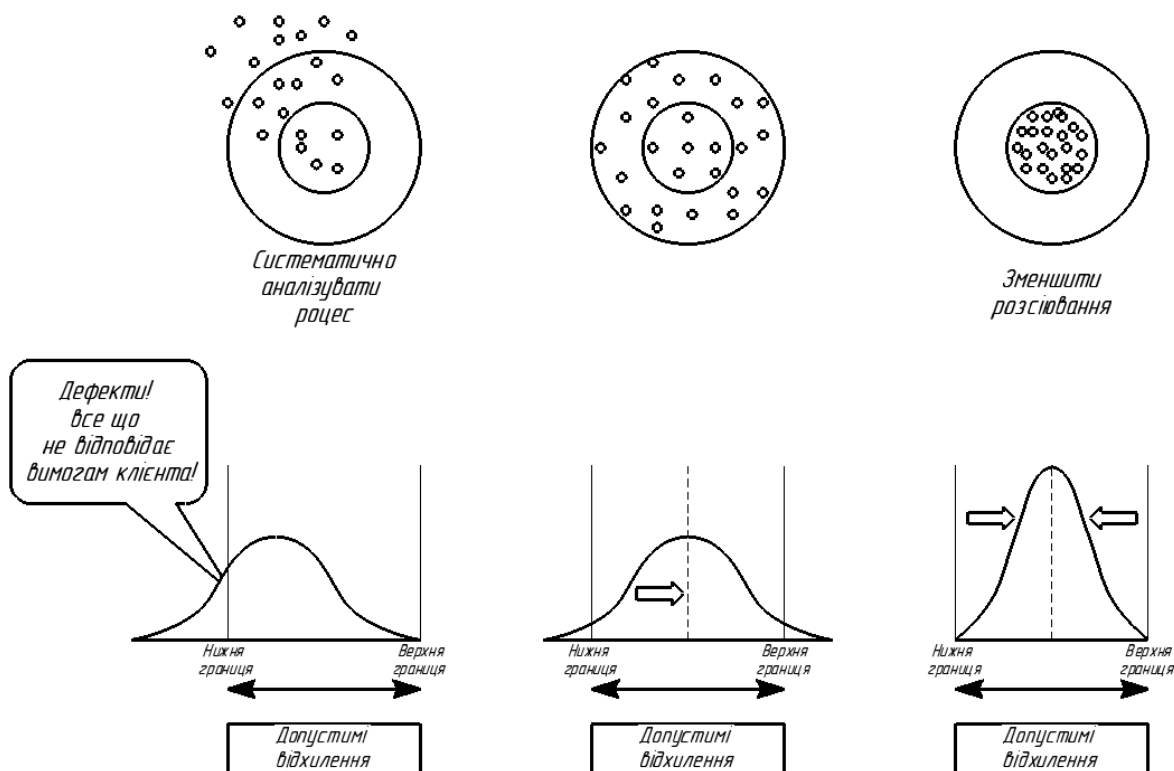 Систематично
аналізувати
роцес
Зменшити
розсіювання
Дефекти!
все що
не відповідає
вимогам клієнта!
Нижня
границя
Верхня
границя
Нижня
границя
Верхня
границя
Нижня
границя
Верхня
границя
Допустимі
відхилення
Допустимі
відхилення
Допустимі
відхилення